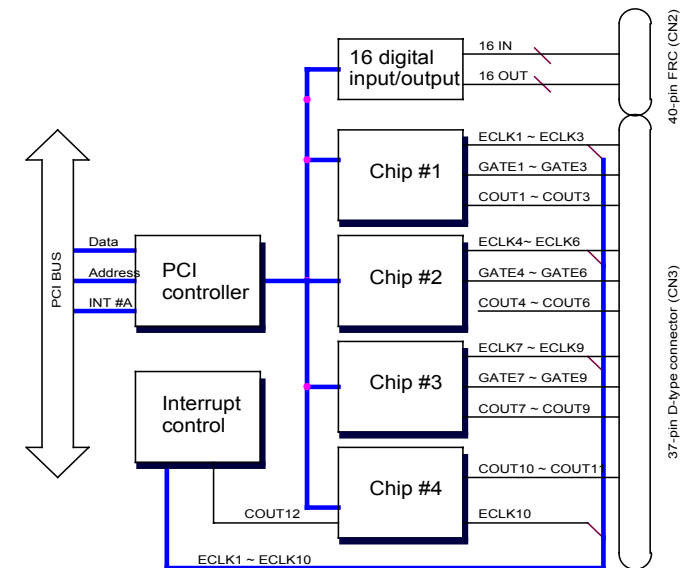 16 digital
input/output
16 IN
16 OUT
40-pin FRC (CN2)
Chip #1
ECLK1 ~ ECLK3
GATE1 ~ GATE3
COUT1 ~ COUT3
PCI BUS
Data
Address
INT #A
PCI
controller
Chip #2
ECLK4~ ECLK6
GATE4 ~ GATE6
COUT4 ~ COUT6
37-pin D-type connector (CN3)
Chip #3
ECLK7 ~ ECLK9
GATE7 ~ GATE9
COUT7 ~ COUT9
Interrupt
control
Chip #4
COUT10 ~ COUT11
COUT12
ECLK10
ECLK1 ~ ECLK10